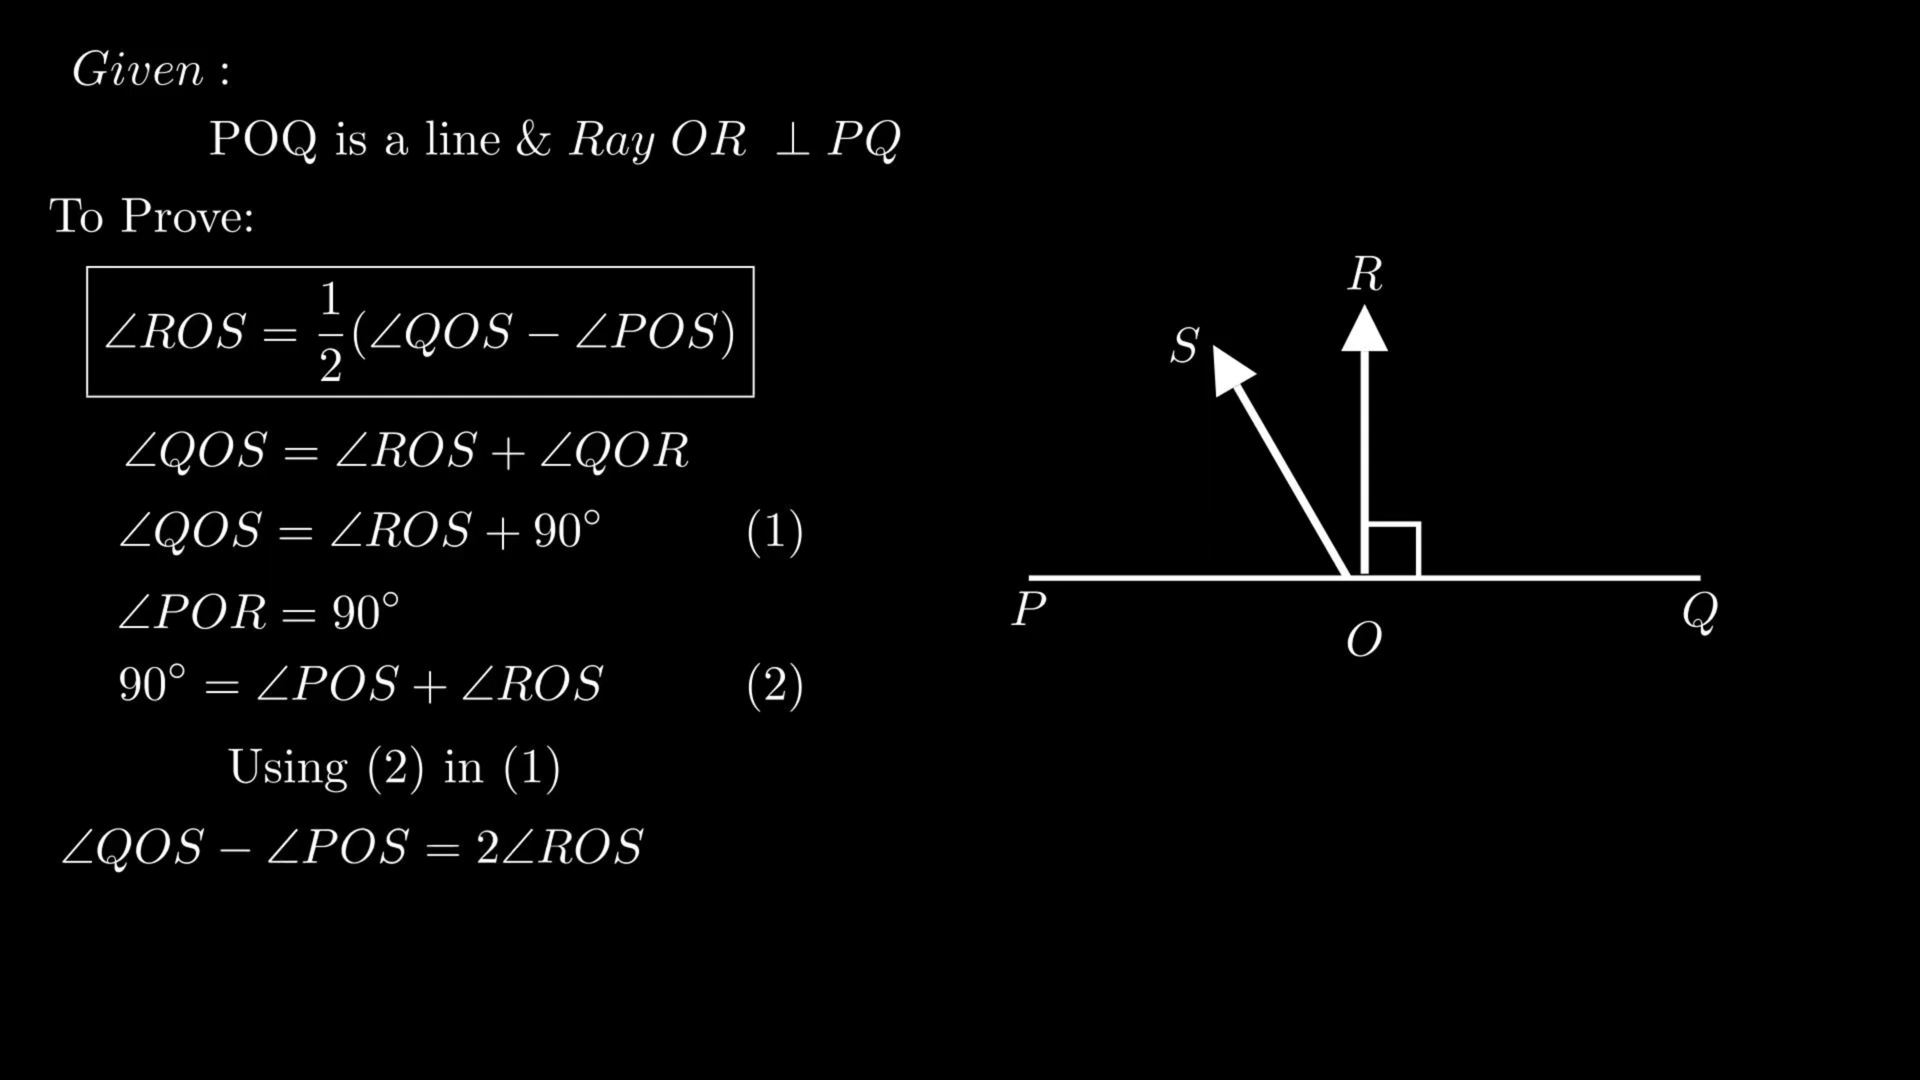 Given :
POQ is a line & Ray OR ⊥ PQ
To Prove:
∠ROS = 1/2(∠QOS − ∠POS)
∠QOS = ∠ROS + ∠QOR
∠QOS = ∠ROS + 90° (1)
∠POR = 90°
90° = ∠POS + ∠ROS (2)
Using (2) in (1)
∠QOS − ∠POS = 2∠ROS
R
S
P
Q
O